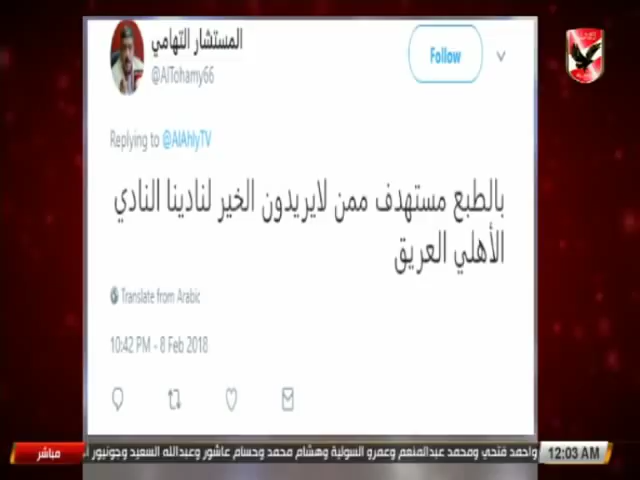 المستشار التهامي
@AlTohamy66
Follow
Replying to @AlAhlyTV
بالطبع مستهدف ممن لايريدون الخير لنادينا النادي
الأهلي العريق
Translate from Arabic
10:42 PM - 8 Feb 2018
مباشر
واحمد فتحي ومحمد عبدالمنعم وعمرو السولية وهشام محمد وحسام عاشور وعبدالله السعيد وجونيور
12:03 AM